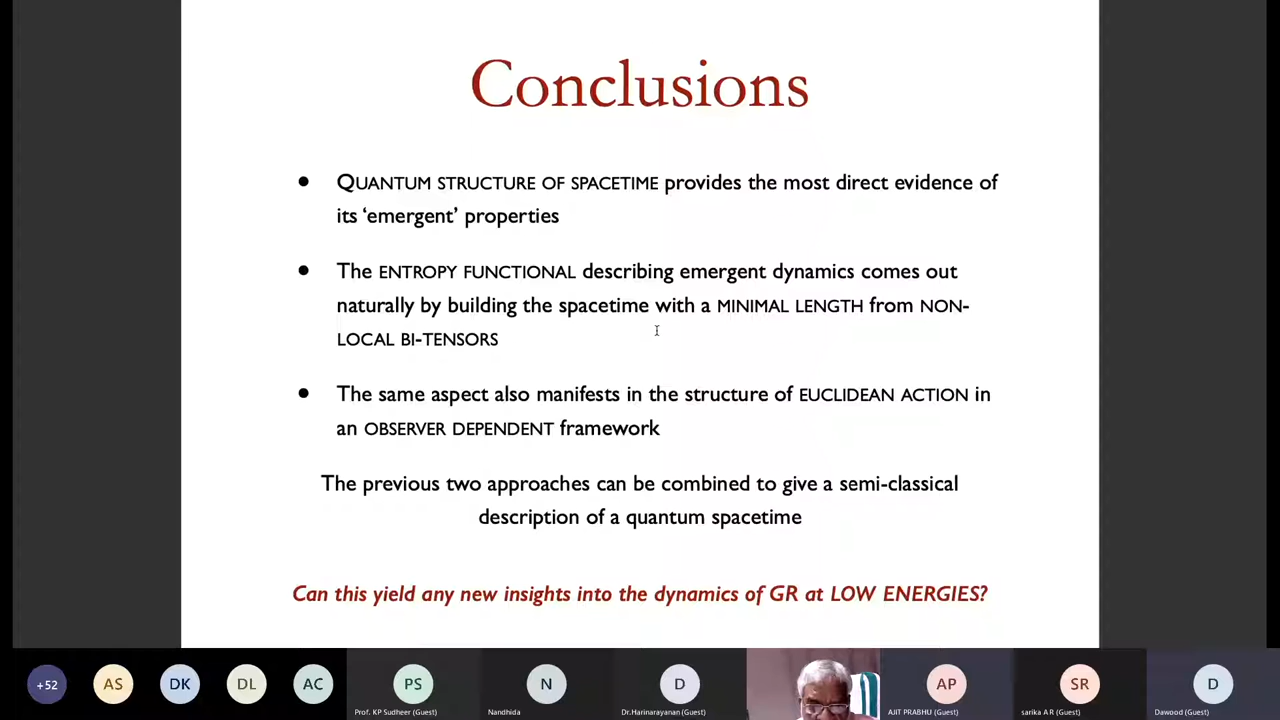 Conclusions
• QUANTUM STRUCTURE OF SPACETIME provides the most direct evidence of
its ‘emergent’ properties
• The ENTROPY FUNCTIONAL describing emergent dynamics comes out
naturally by building the spacetime with a MINIMAL LENGTH from NON-
LOCAL BI-TENSORS
• The same aspect also manifests in the structure of EUCLIDEAN ACTION in
an OBSERVER DEPENDENT framework
The previous two approaches can be combined to give a semi-classical
description of a quantum spacetime
Can this yield any new insights into the dynamics of GR at LOW ENERGIES?
+52 AS DK DL AC PS N D AP SR D
Prof. KP Sudheer (Guest) Nandhida Dr.Harinarayanan (Guest) AJIT PRABHU (Guest) sarika A R (Guest) Dawood (Guest)